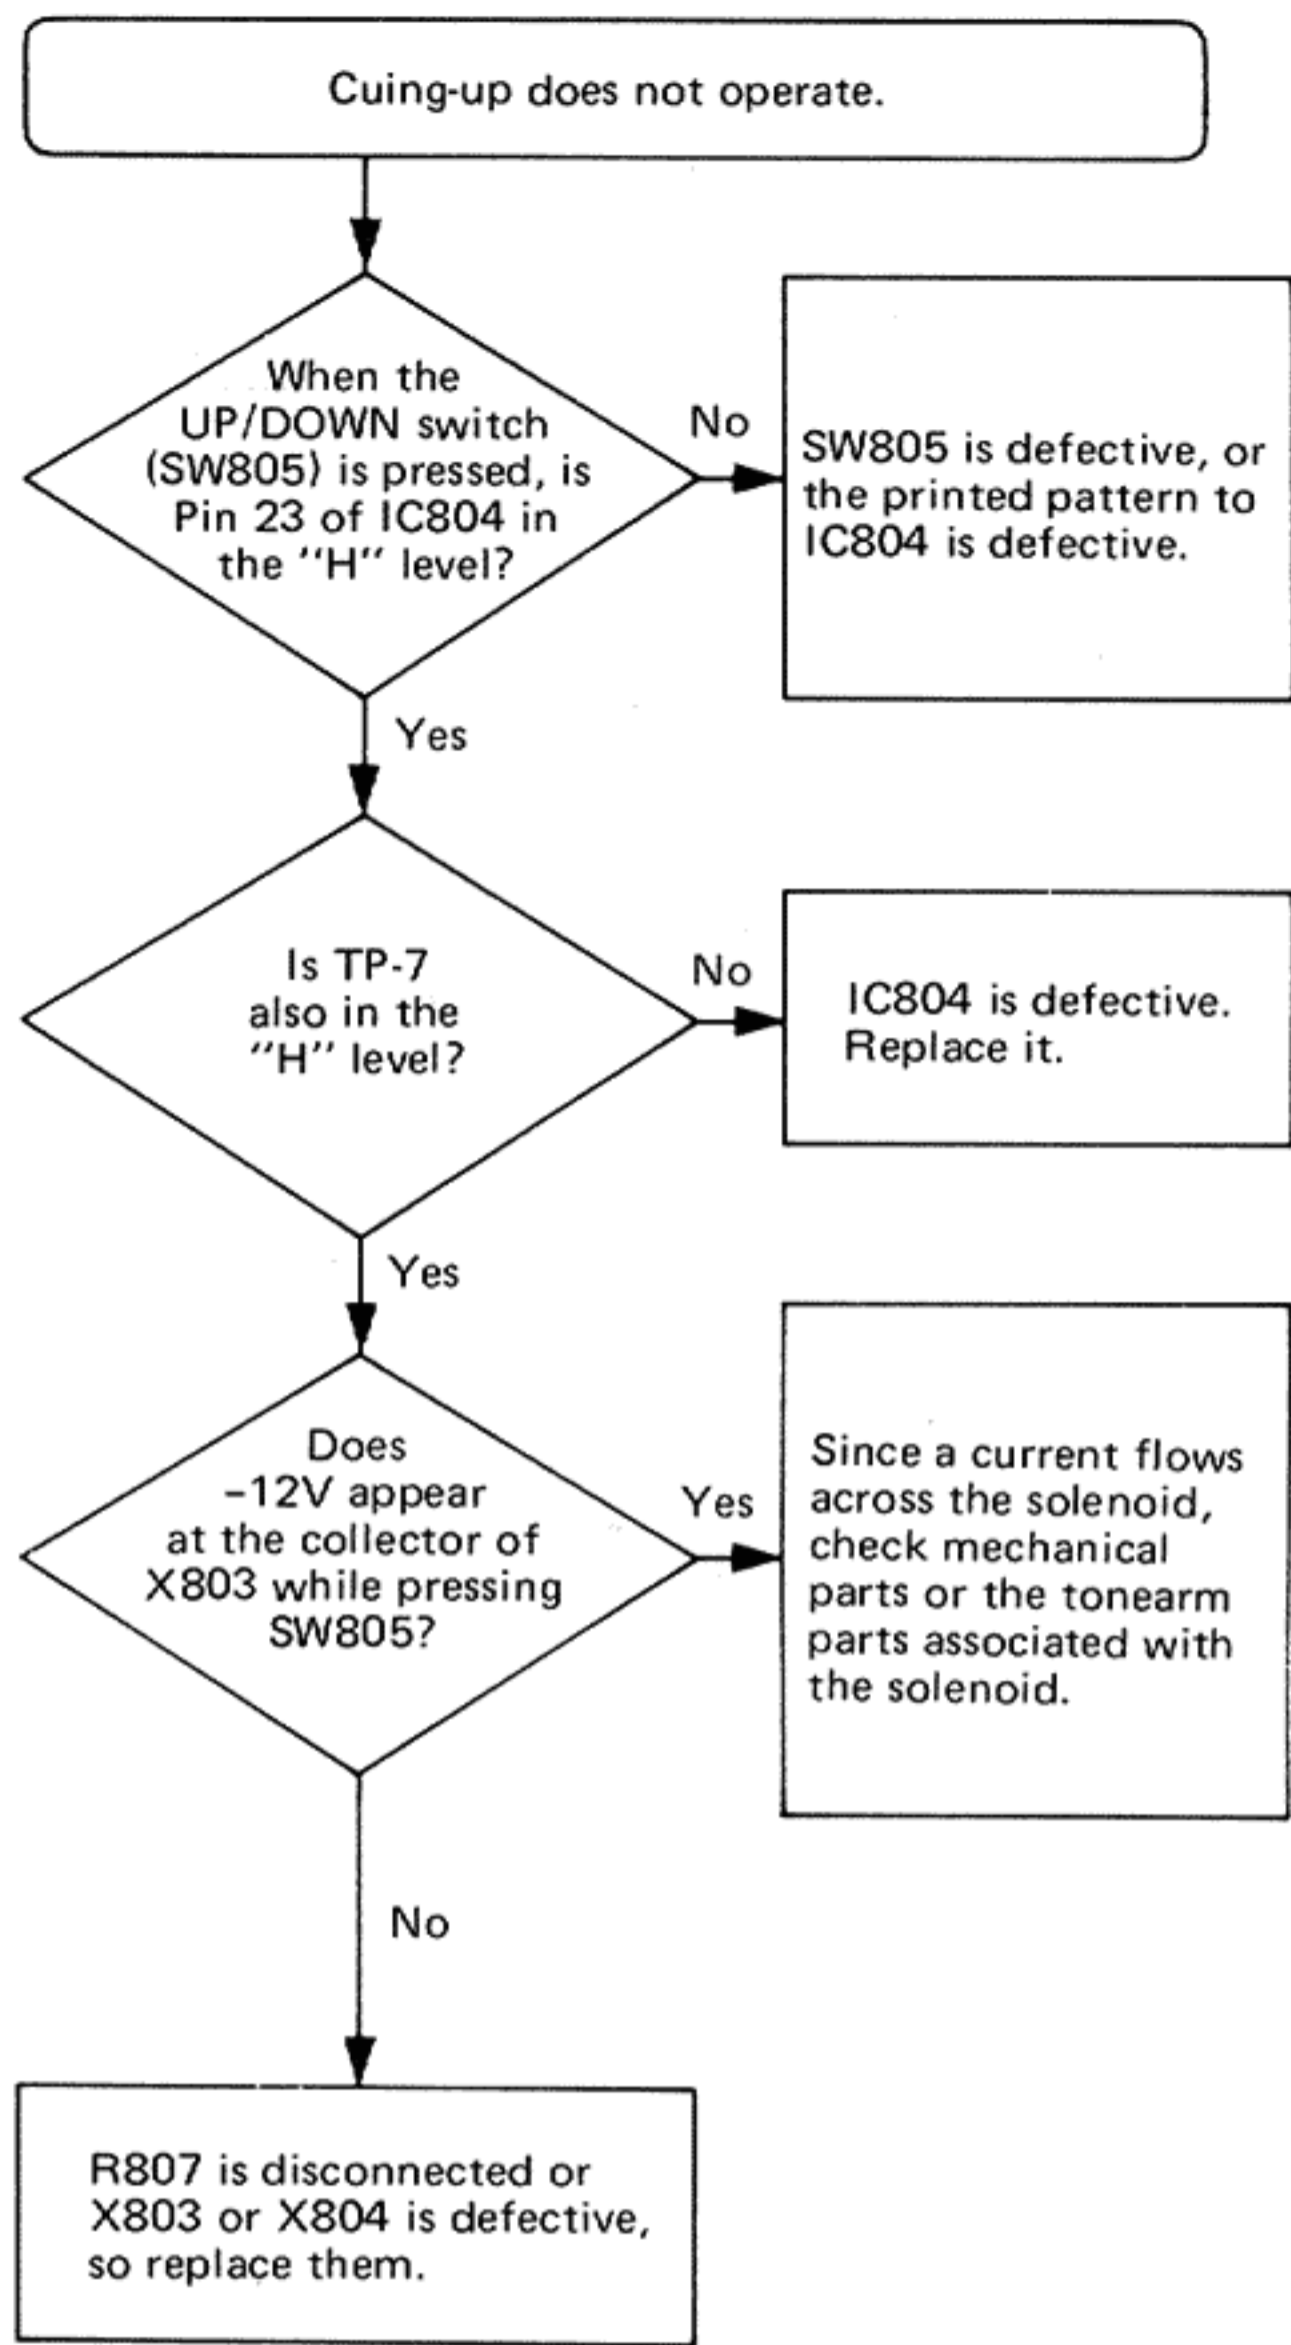 Cuing-up does not operate.
When the
UP/DOWN switch
(SW805) is pressed, is
Pin 23 of IC804 in
the "H" level?
No
SW805 is defective, or
the printed pattern to
IC804 is defective.
Yes
Is TP-7
also in the
"H" level?
No
IC804 is defective.
Replace it.
Yes
Does
-12V appear
at the collector of
X803 while pressing
SW805?
Yes
Since a current flows
across the solenoid,
check mechanical
parts or the tonearm
parts associated with
the solenoid.
No
R807 is disconnected or
X803 or X804 is defective,
so replace them.